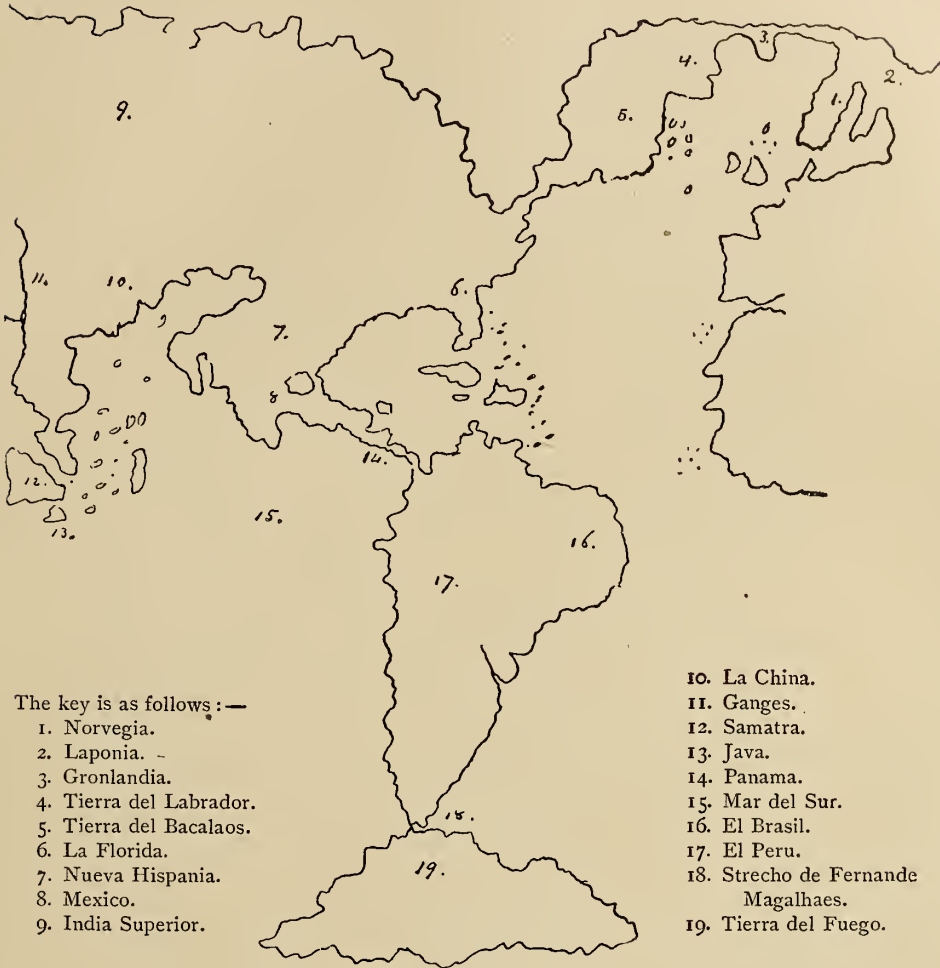 3.
4.
2.
9.
5.
1.
11.
10.
6.
7.
8
14.
12.
15.
13.
16.
17.
The key is as follows :—
1. Norvegia.
2. Laponia.
3. Gronlandia.
4. Tierra del Labrador.
5. Tierra del Bacalaos.
6. La Florida.
7. Nueva Hispania.
8. Mexico.
9. India Superior.
10. La China.
11. Ganges.
12. Samatra.
13. Java.
14. Panama.
15. Mar del Sur.
16. El Brasil.
17. El Peru.
18. Strecho de Fernande
Magalhaes.
19. Tierra del Fuego.
18.
19.